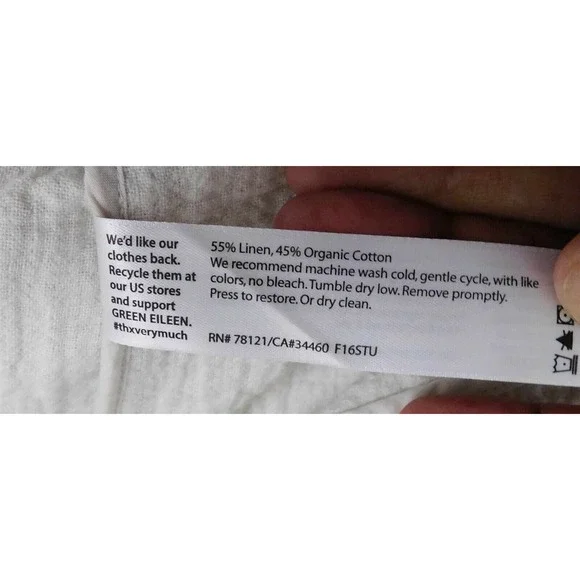 We'd like our
clothes back.
Recycle them at
our US stores
and support
GREEN EILEEN.
#thxverymuch
55% Linen, 45% Organic Cotton
We recommend machine wash cold, gentle cycle, with like
colors, no bleach. Tumble dry low. Remove promptly.
Press to restore. Or dry clean.
RN# 78121/CA#34460 F16STU